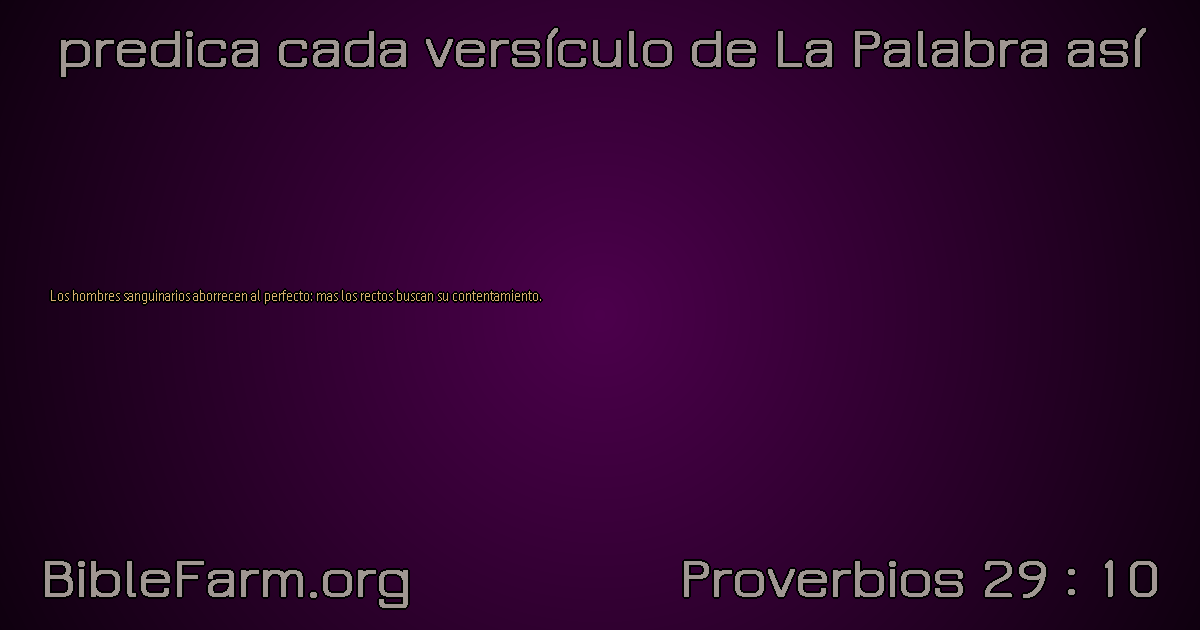 predica cada versículo de La Palabra así
Los hombres sanguinarios aborrecen al perfecto: mas los rectos buscan su contentamiento.
BibleFarm.org
Proverbios 29 : 10